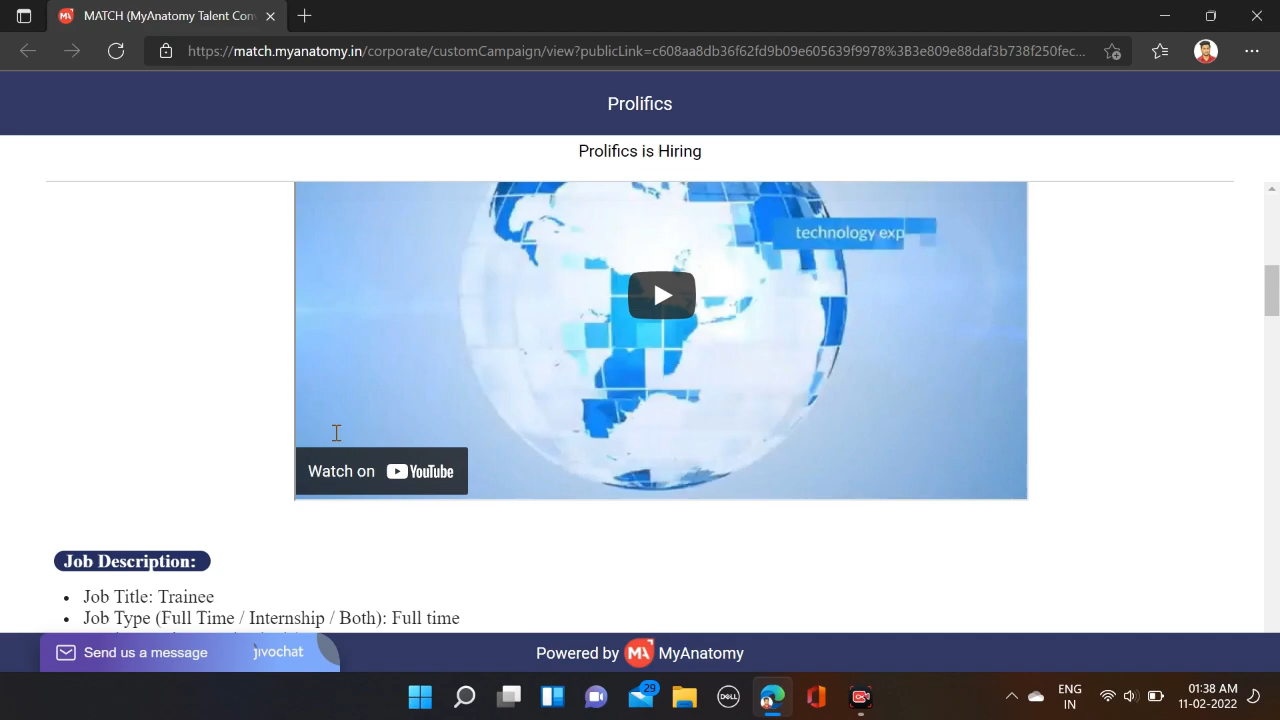 MATCH (MyAnatomy Talent Con
https://match.myanatomy.in/corporate/customCampaign/view?publicLink=c608aa8db36f62fd9b09e605639f9978%3B3e809e88daf3b738f250fec...
Prolifics
Prolifics is Hiring
technology exp
Watch on YouTube
Job Description:
• Job Title: Trainee
• Job Type (Full Time / Internship / Both): Full time
Send us a message jivochat
Powered by MA MyAnatomy
29
DELL
ENG
IN
01:38 AM
11-02-2022